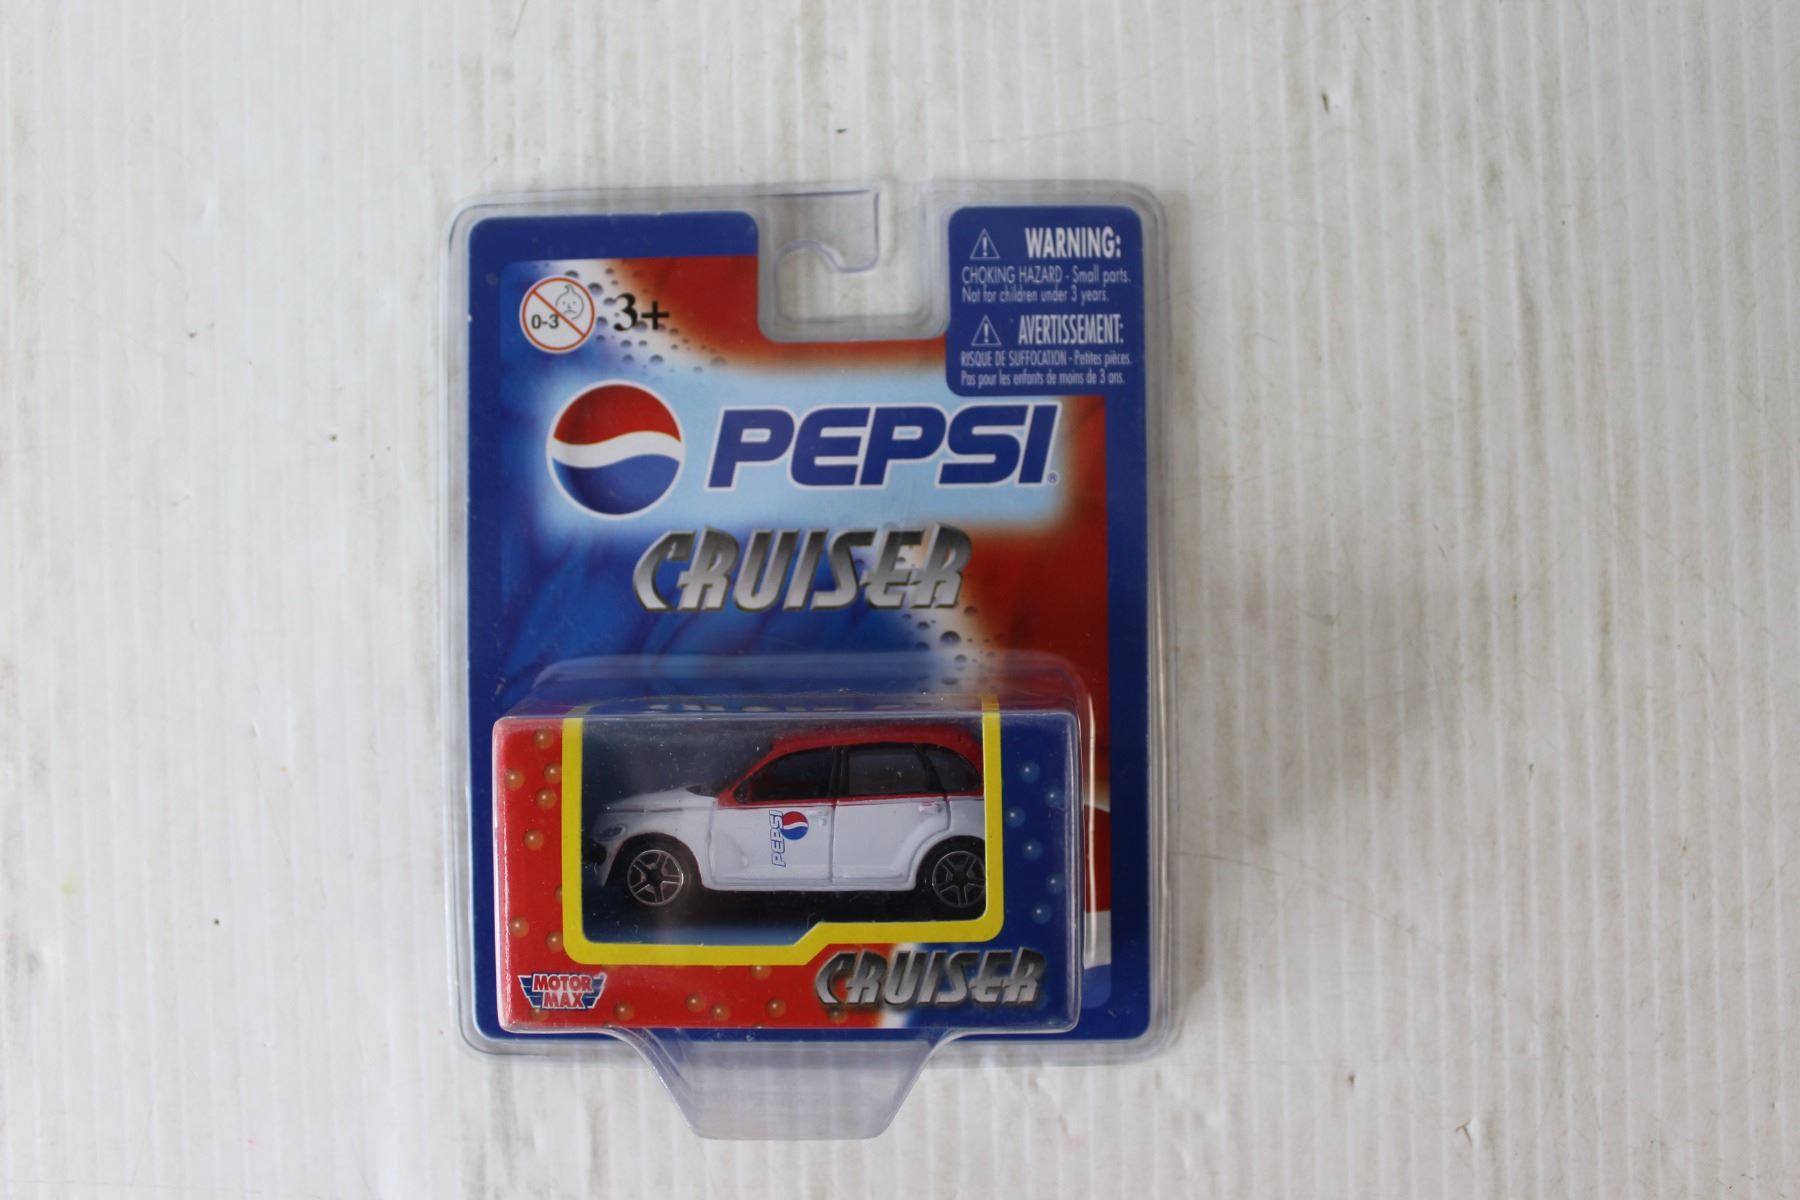 0-3
3+
WARNING:
CHOKING HAZARD - Small parts.
Not for children under 3 years.
AVERTISSEMENT:
RISQUE DE SUFFOCATION - Petites pièces.
Pas pour les enfants de moins de 3 ans.
PEPSI®
CRUISER
PEPSI
MOTOR
MAX
CRUISER